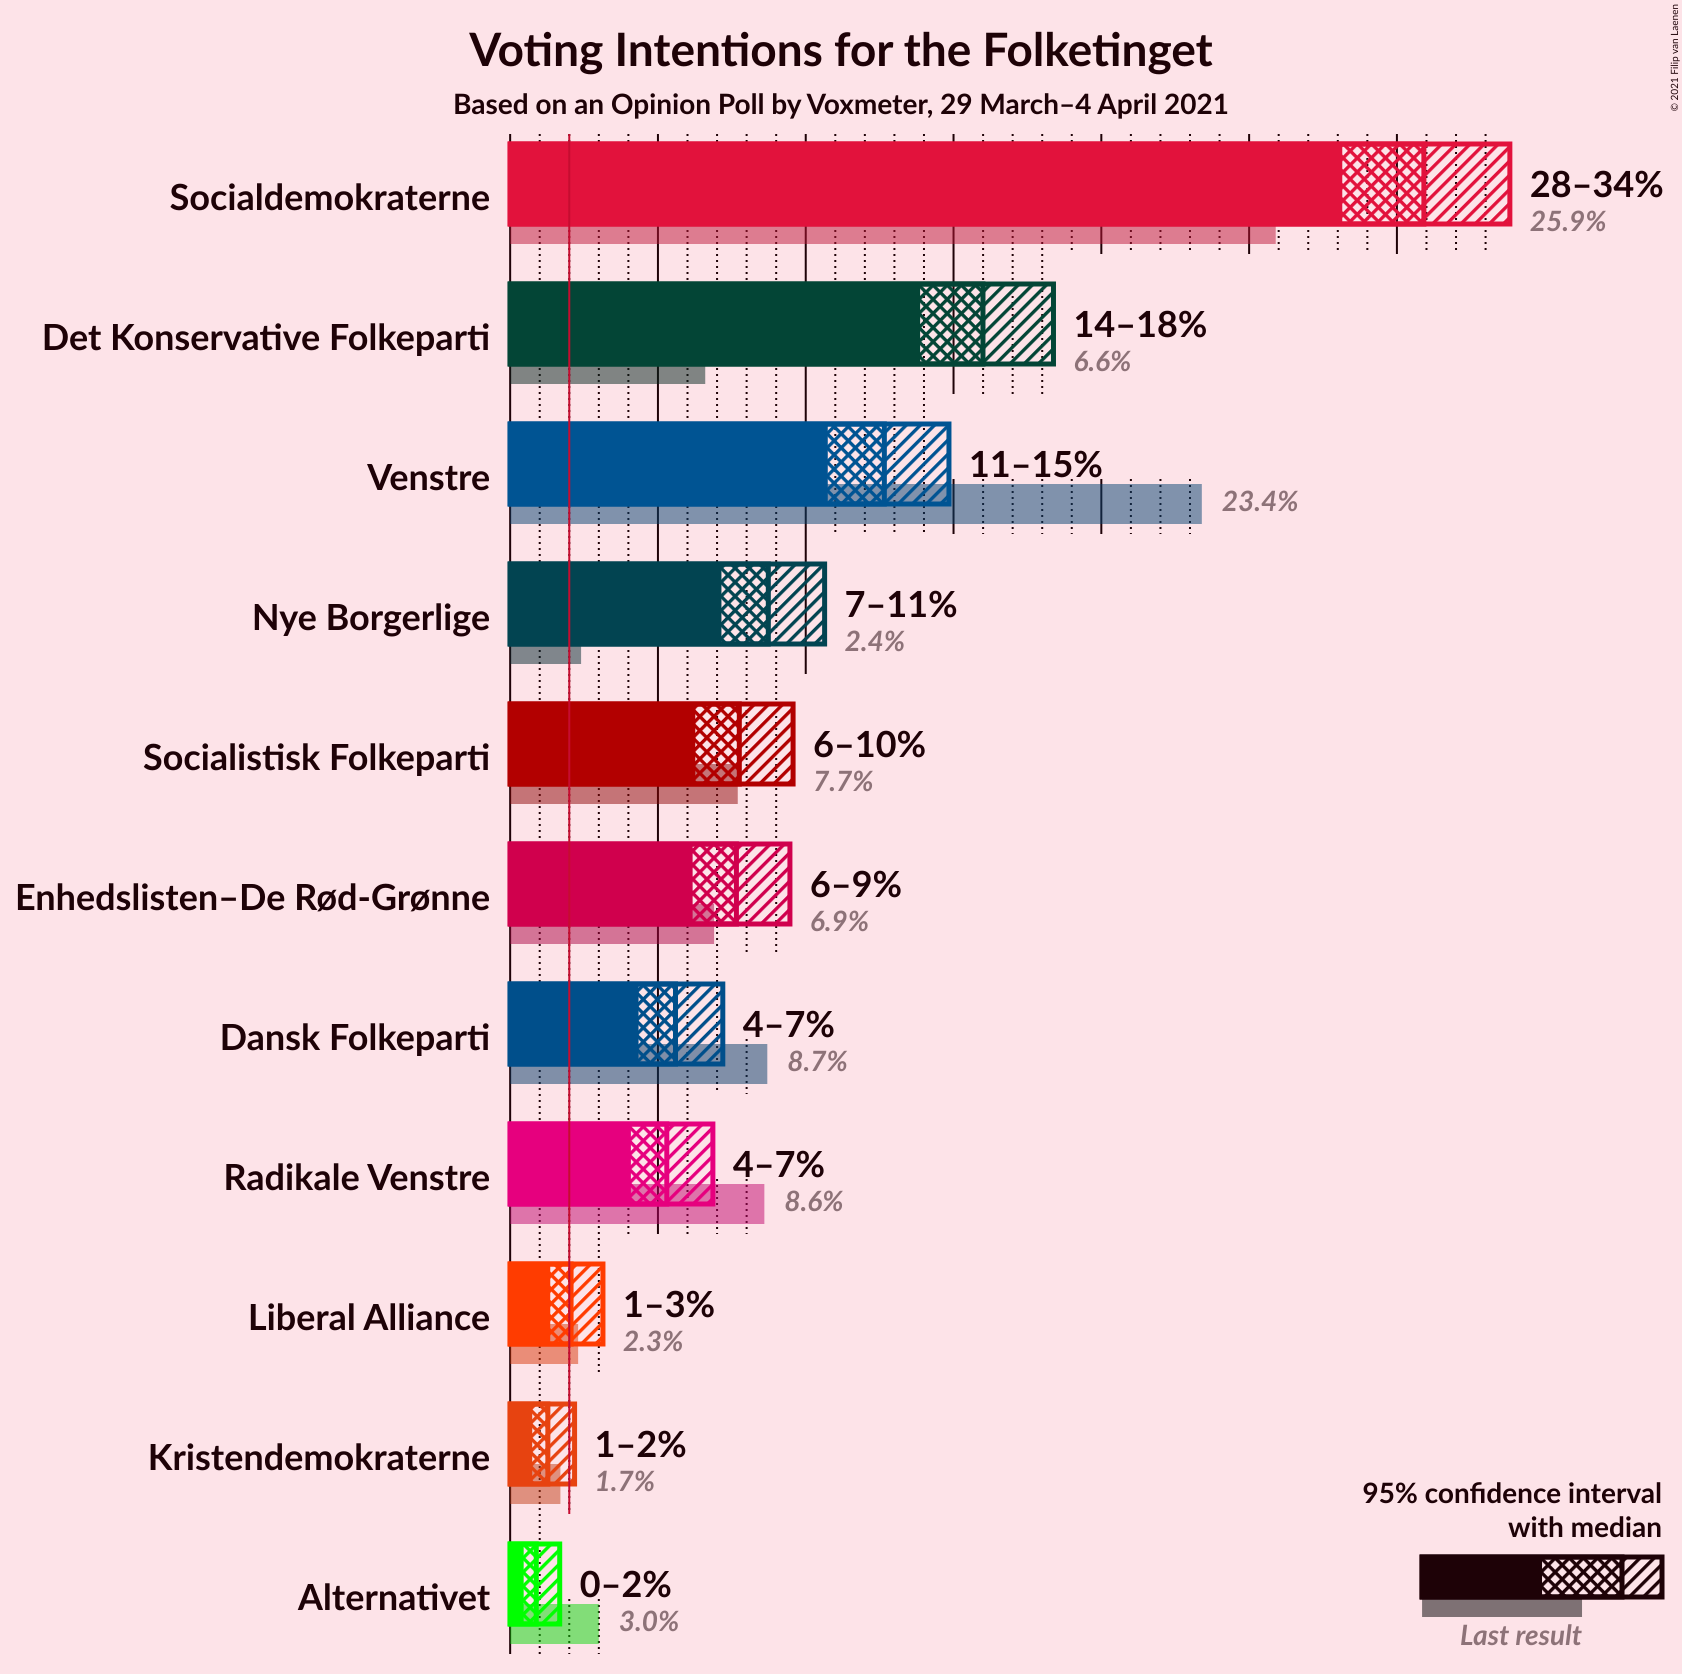 Voting Intentions for the Folketinget
Based on an Opinion Poll by Voxmeter, 29 March–4 April 2021
© 2021 Filip van Laenen
Socialdemokraterne
28–34%
25.9%
Det Konservative Folkeparti
14–18%
6.6%
Venstre
11–15%
23.4%
Nye Borgerlige
7–11%
2.4%
Socialistisk Folkeparti
6–10%
7.7%
Enhedslisten–De Rød-Grønne
6–9%
6.9%
Dansk Folkeparti
4–7%
8.7%
Radikale Venstre
4–7%
8.6%
Liberal Alliance
1–3%
2.3%
Kristendemokraterne
1–2%
1.7%
Alternativet
0–2%
3.0%
95% confidence interval
with median
Last result